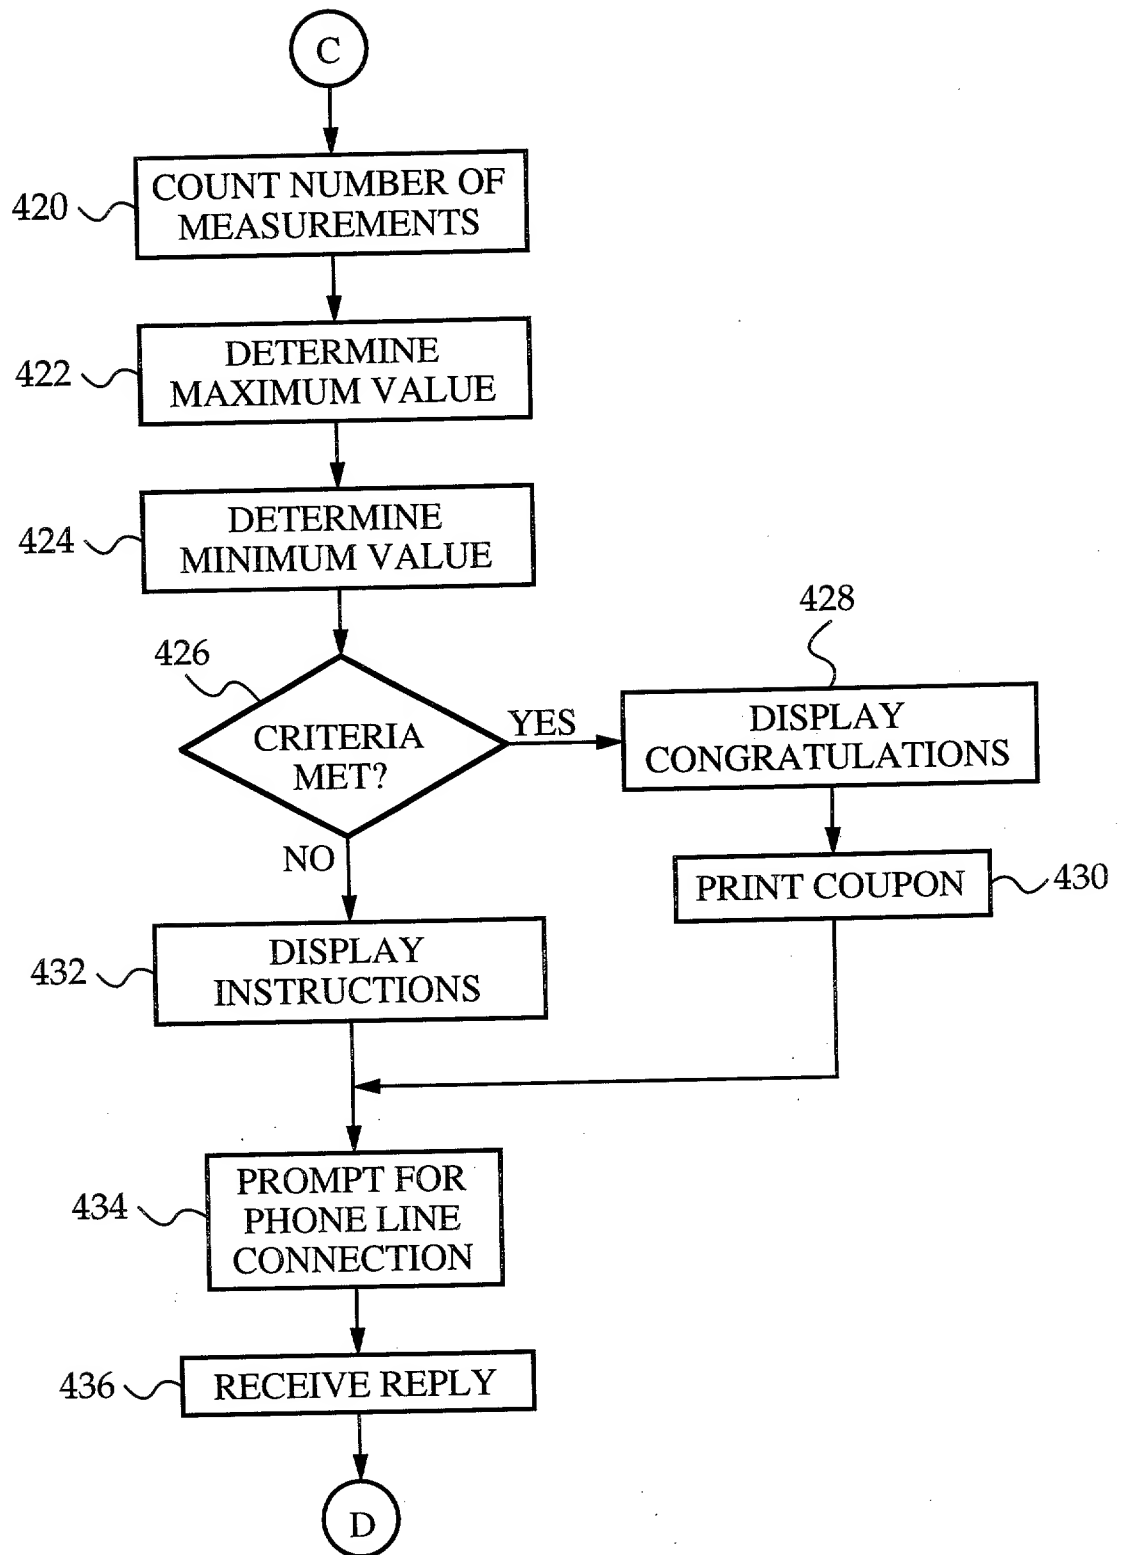 C
420
COUNT NUMBER OF
MEASUREMENTS
422
DETERMINE
MAXIMUM VALUE
424
DETERMINE
MINIMUM VALUE
426
CRITERIA
MET?
YES
428
DISPLAY
CONGRATULATIONS
NO
PRINT COUPON
430
432
DISPLAY
INSTRUCTIONS
434
PROMPT FOR
PHONE LINE
CONNECTION
436
RECEIVE REPLY
D